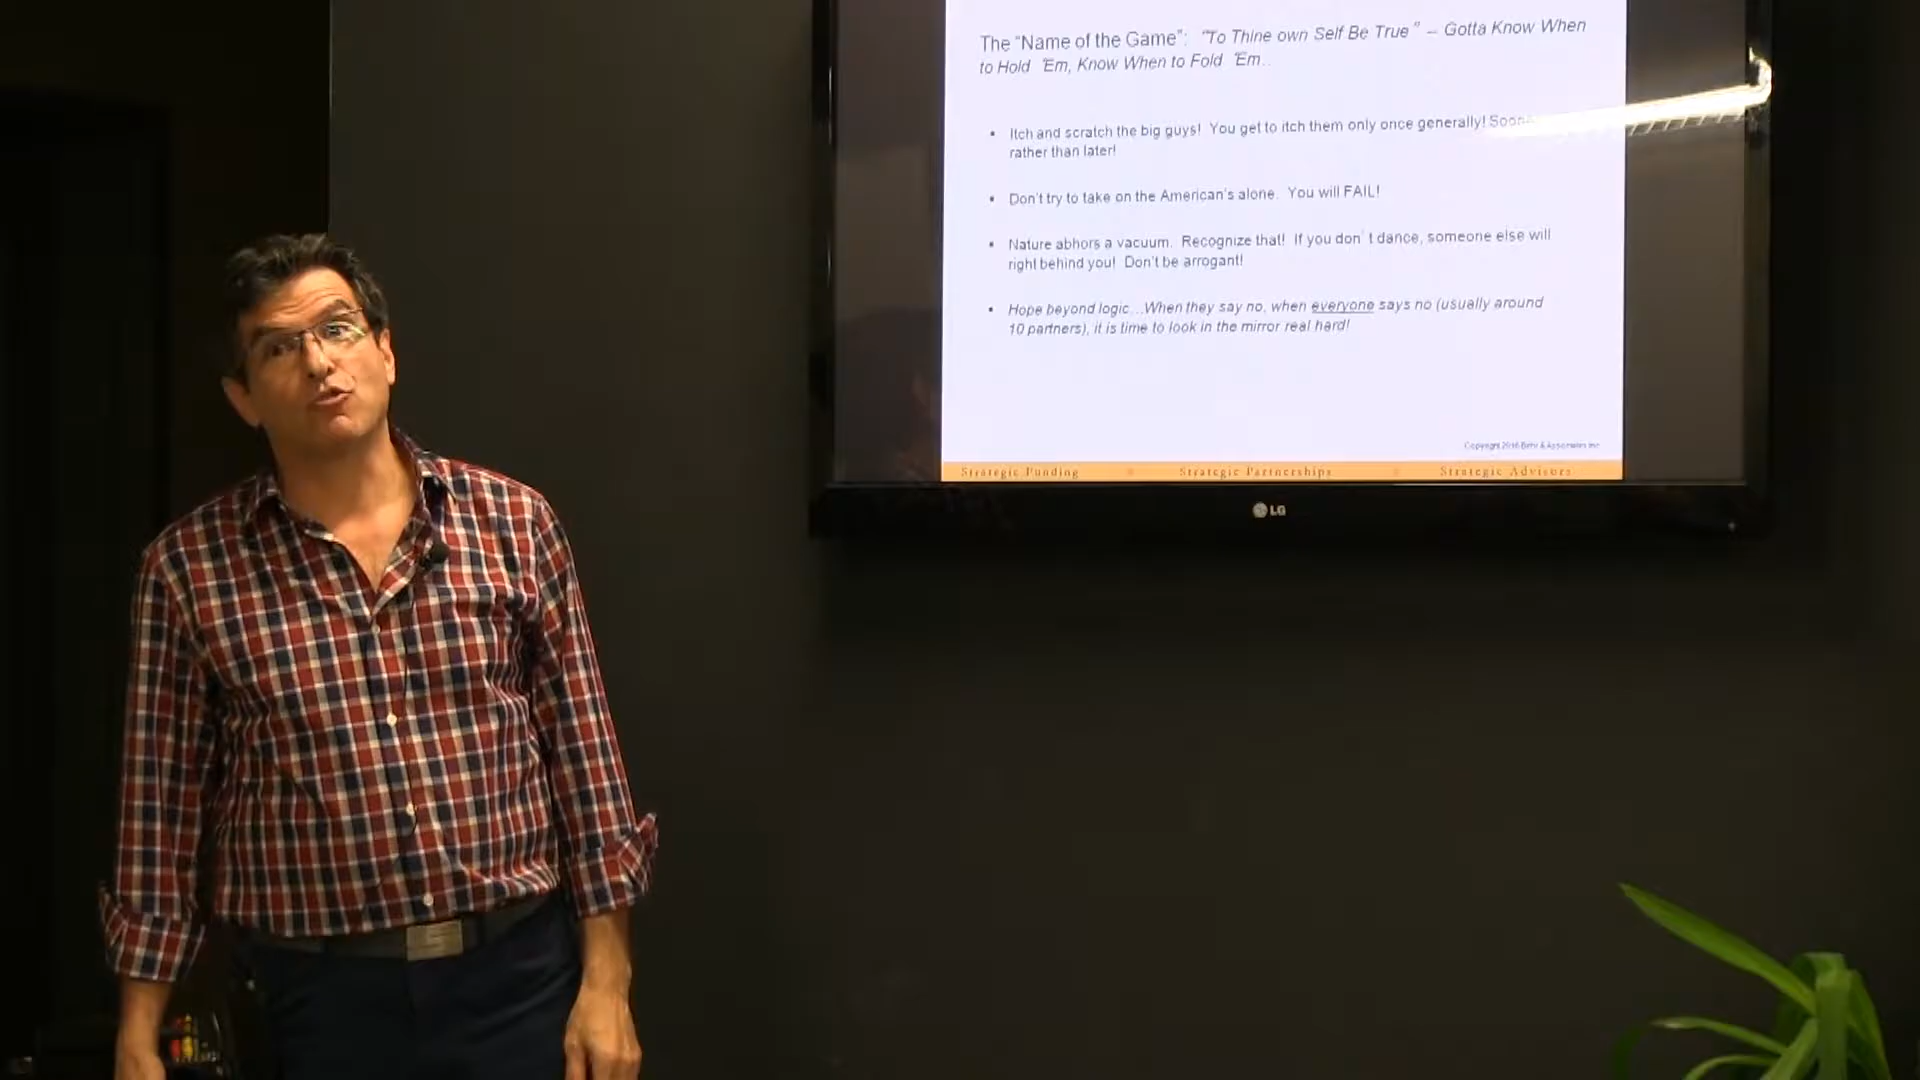 The “Name of the Game”: “To Thine own Self Be True” – Gotta Know When
to Hold ‘Em, Know When to Fold ‘Em..
• Itch and scratch the big guys! You get to itch them only once generally!
rather than later!
• Don't try to take on the American's alone. You will FAIL!
• Nature abhors a vacuum. Recognize that! If you don't dance, someone else will
right behind you! Don't be arrogant!
• Hope beyond logic…When they say no, when everyone says no (usually around
10 partners), it is time to look in the mirror real hard!
Copyright 2016 & Associates Inc
Strategic Funding Strategic Partnerships Strategic Advisors
LG